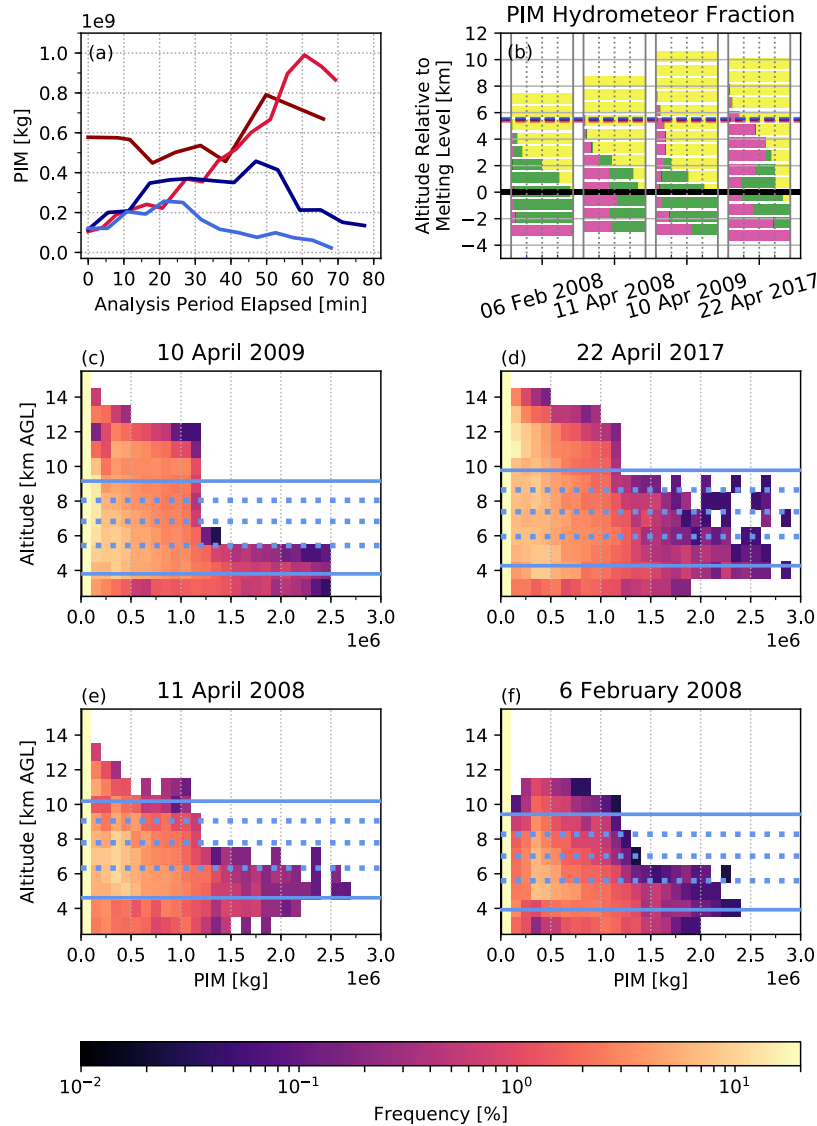 1e9
(a)
PIM [kg]
1.0
0.9
0.6
0.4
0.2
0.0
0 10 20 30 40 50 60 70 80
Analysis Period Elapsed [min]
PIM Hydrometeor Fraction
(b)
Altitude Relative to
Melting Level [km]
12
10
8
6
4
2
0
−2
−4
06 Feb 2008
11 Apr 2008
10 Apr 2009
22 Apr 2017
(c) 10 April 2009
Altitude [km AGL]
14
12
10
8
6
4
0.0 0.5 1.0 1.5 2.0 2.5 3.0
1e6
(d) 22 April 2017
14
12
10
8
6
4
0.0 0.5 1.0 1.5 2.0 2.5 3.0
1e6
(e) 11 April 2008
Altitude [km AGL]
14
12
10
8
6
4
0.0 0.5 1.0 1.5 2.0 2.5 3.0
PIM [kg] 1e6
(f) 6 February 2008
14
12
10
8
6
4
0.0 0.5 1.0 1.5 2.0 2.5 3.0
PIM [kg] 1e6
10⁻² 10⁻¹ 10⁰ 10¹
Frequency [%]